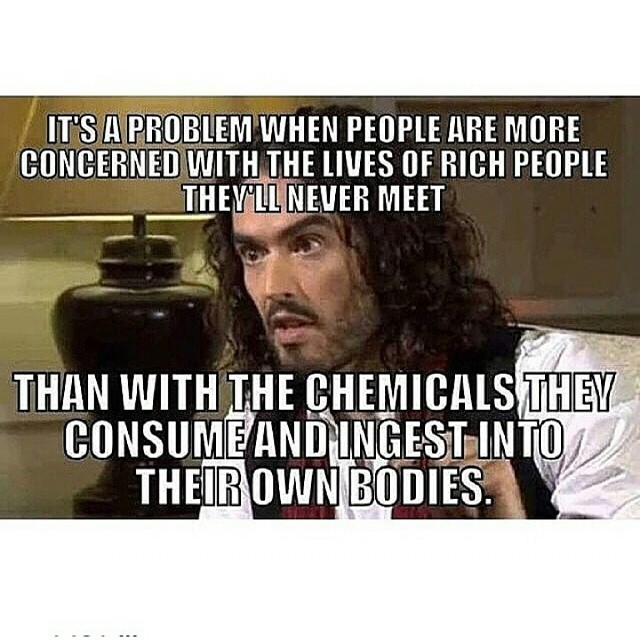 IT'S A PROBLEM WHEN PEOPLE ARE MORE
CONCERNED WITH THE LIVES OF RICH PEOPLE
THEY'LL NEVER MEET
THAN WITH THE CHEMICALS THEY
CONSUME AND INGEST INTO
THEIR OWN BODIES.